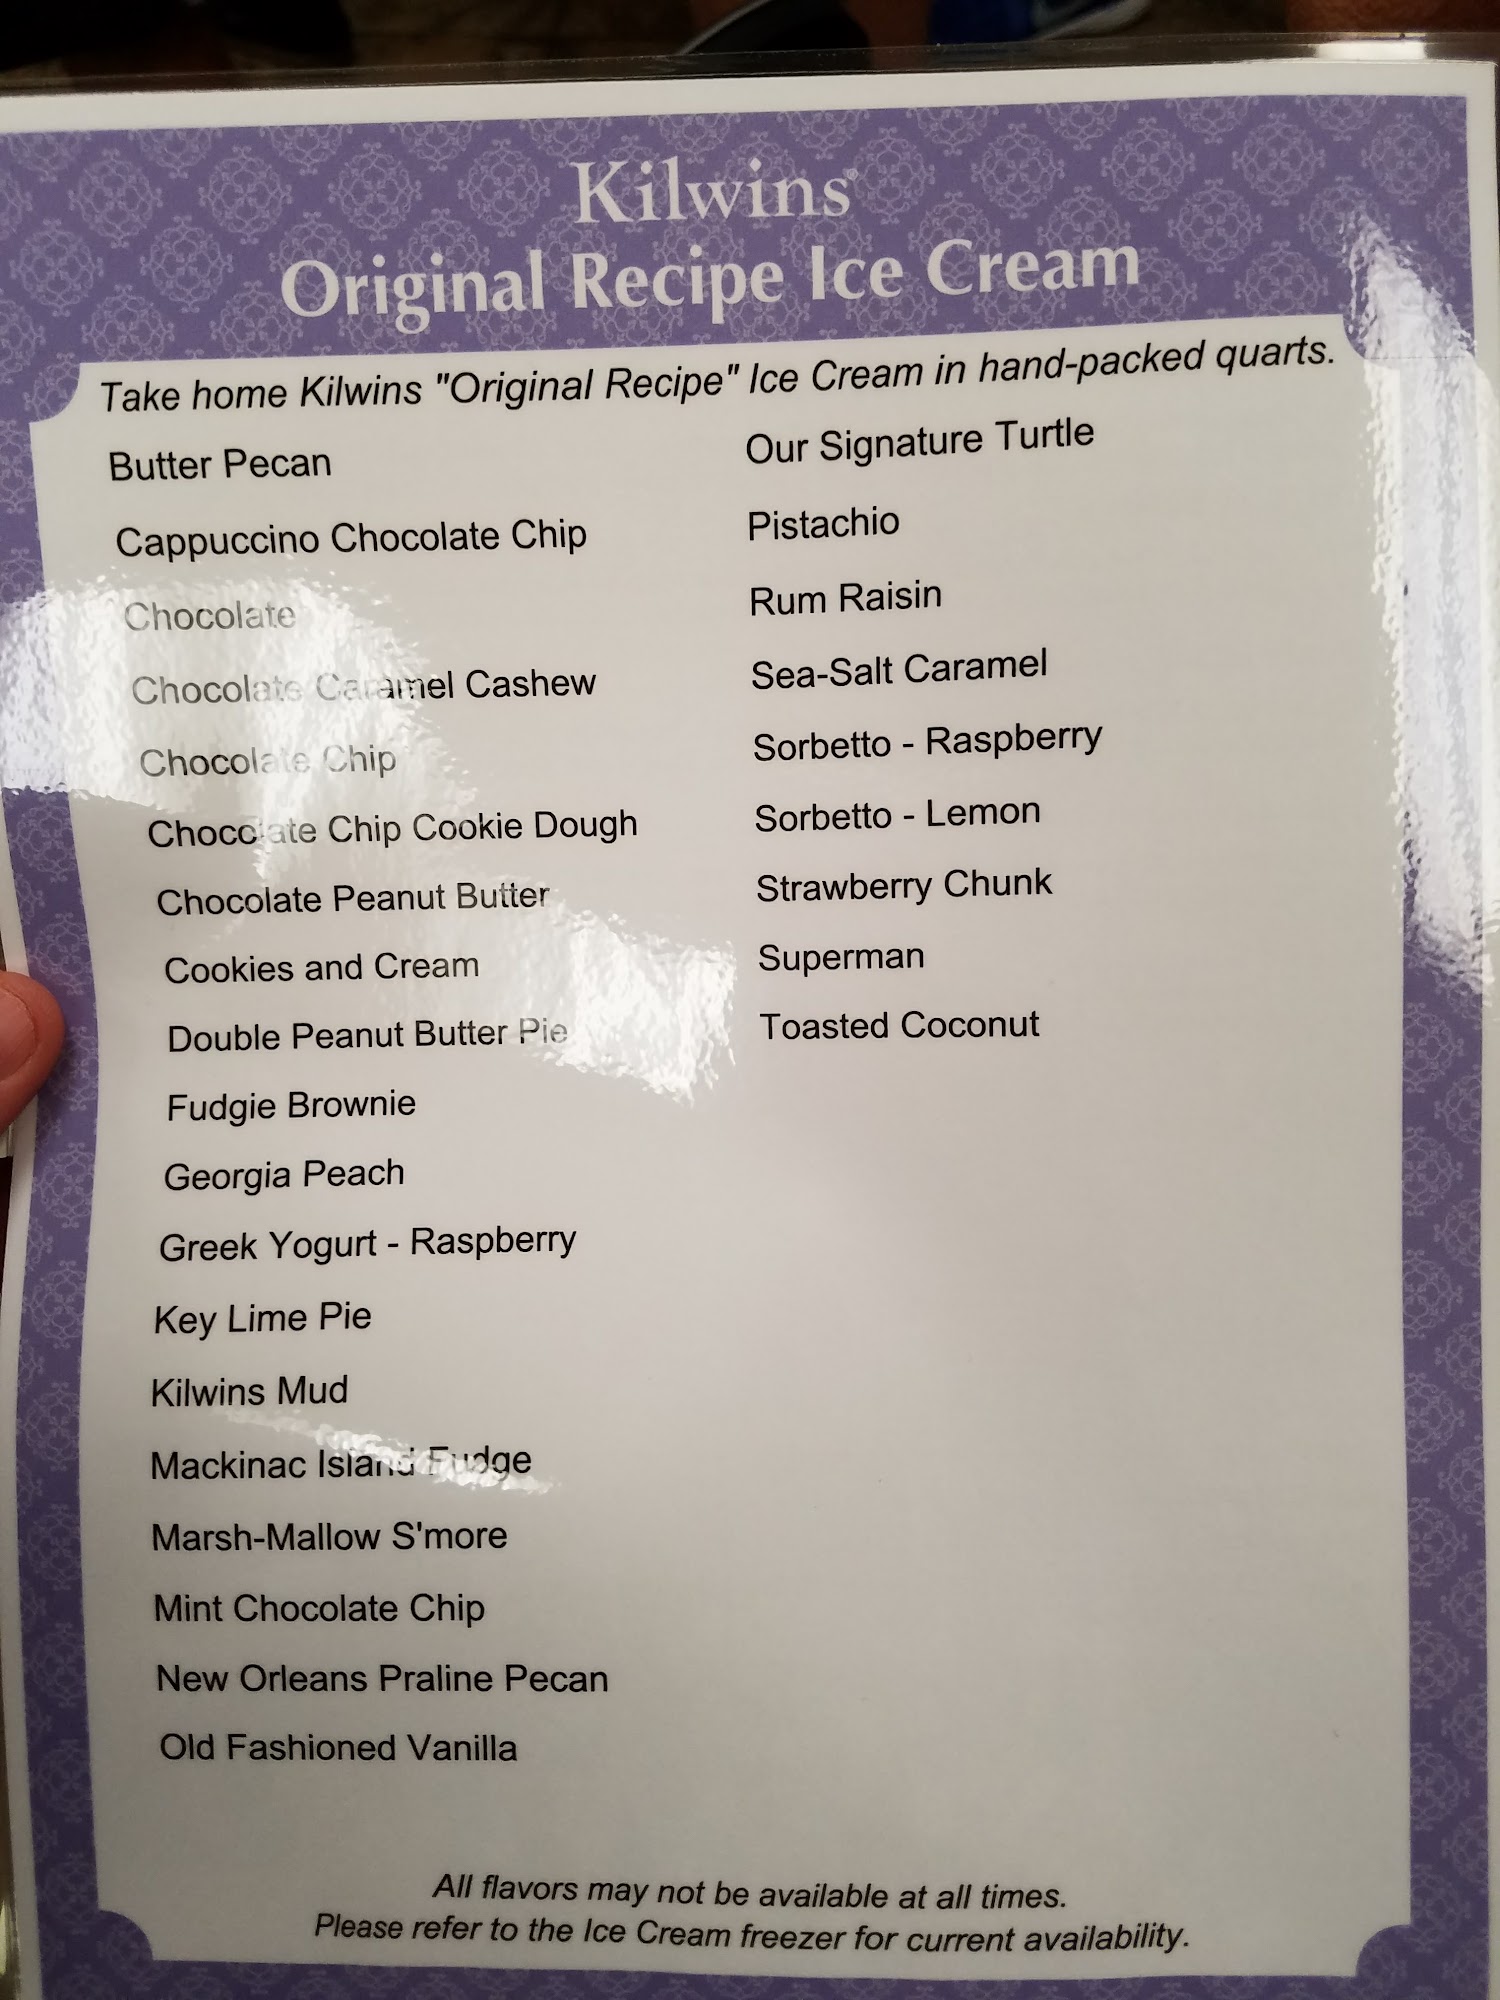 Kilwins®
Original Recipe Ice Cream
Take home Kilwins "Original Recipe" Ice Cream in hand-packed quarts.
Butter Pecan
Cappuccino Chocolate Chip
Chocolate
Chocolate Caramel Cashew
Chocolate Chip
Chocolate Chip Cookie Dough
Chocolate Peanut Butter
Cookies and Cream
Double Peanut Butter Pie
Fudgie Brownie
Georgia Peach
Greek Yogurt - Raspberry
Key Lime Pie
Kilwins Mud
Mackinac Island Fudge
Marsh-Mallow S'more
Mint Chocolate Chip
New Orleans Praline Pecan
Old Fashioned Vanilla
Our Signature Turtle
Pistachio
Rum Raisin
Sea-Salt Caramel
Sorbetto - Raspberry
Sorbetto - Lemon
Strawberry Chunk
Superman
Toasted Coconut
All flavors may not be available at all times.
Please refer to the Ice Cream freezer for current availability.